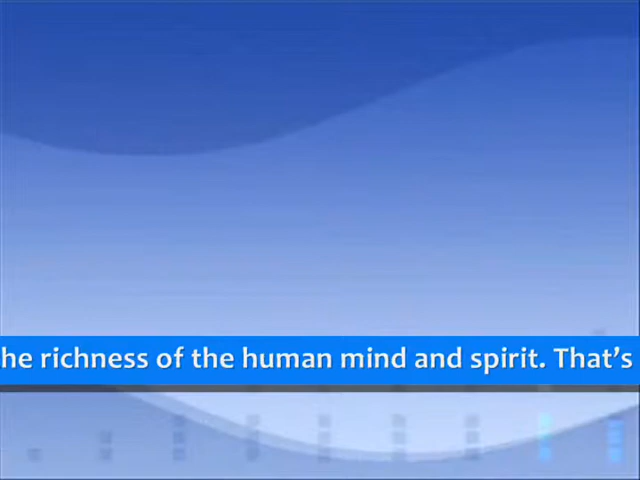 he richness of the human mind and spirit. That's